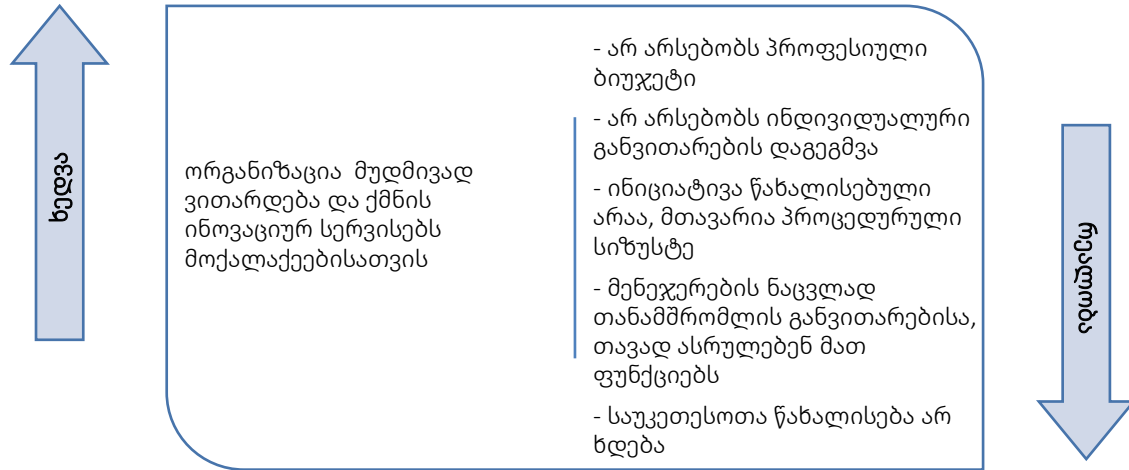 ხედვა
ორგანიზაცია მუდმივად
ვითარდება და ქმნის
ინოვაციურ სერვისებს
მოქალაქეებისათვის
- არ არსებობს პროფესიული
ბიუჯეტი
- არ არსებობს ინდივიდუალური
განვითარების დაგეგმვა
- ინიციატივა წახალისებული
არაა, მთავარია პროცედურული
სიზუსტე
- მენეჯერების ნაცვლად
თანამშრომლის განვითარებისა,
თავად ასრულებენ მათ
ფუნქციებს
- საუკეთესოთა წახალისება არ
ხდება